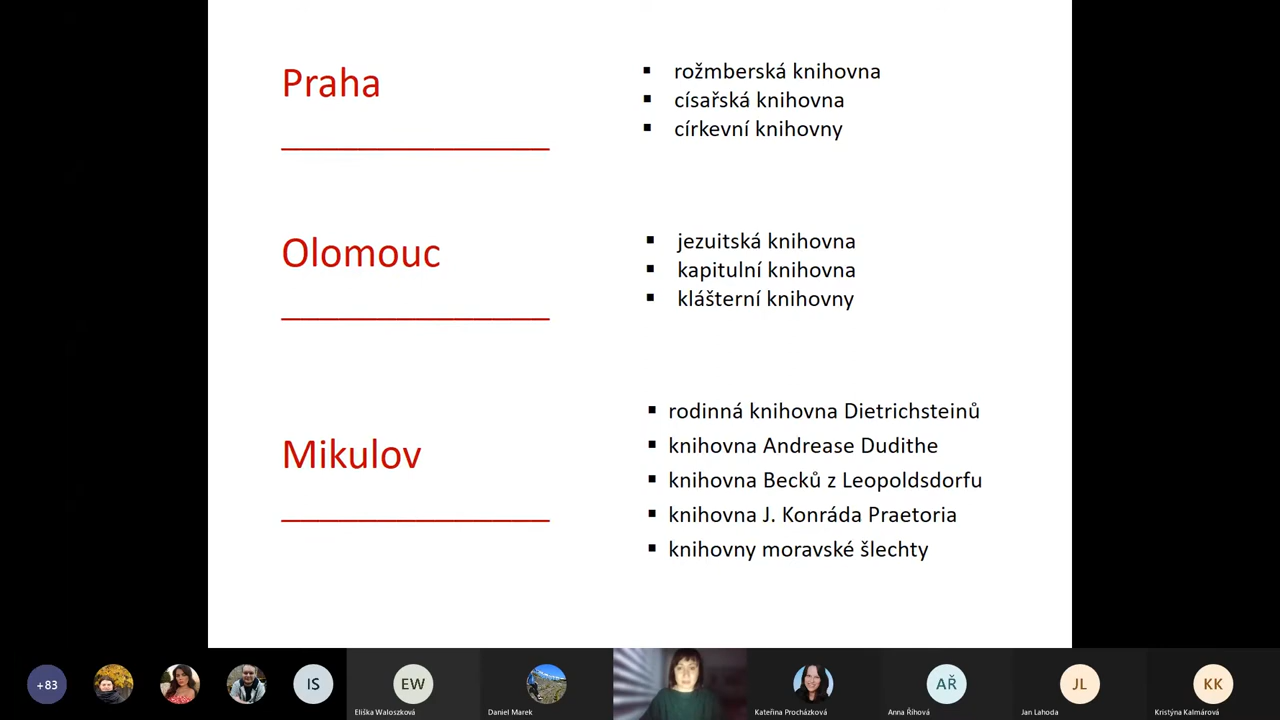 Praha
rožmberská knihovna
císařská knihovna
církevní knihovny
Olomouc
jezuitská knihovna
kapitulní knihovna
klášterní knihovny
Mikulov
rodinná knihovna Dietrichsteinů
knihovna Andrease Dudithe
knihovna Becků z Leopoldsdorfu
knihovna J. Konráda Praetoria
knihovny moravské šlechty
+83
IS
EW
AŘ
JL
KK
Eliška Waloszková
Daniel Marek
Kateřina Procházková
Anna Říhová
Jan Lahoda
Kristýna Kalmárová